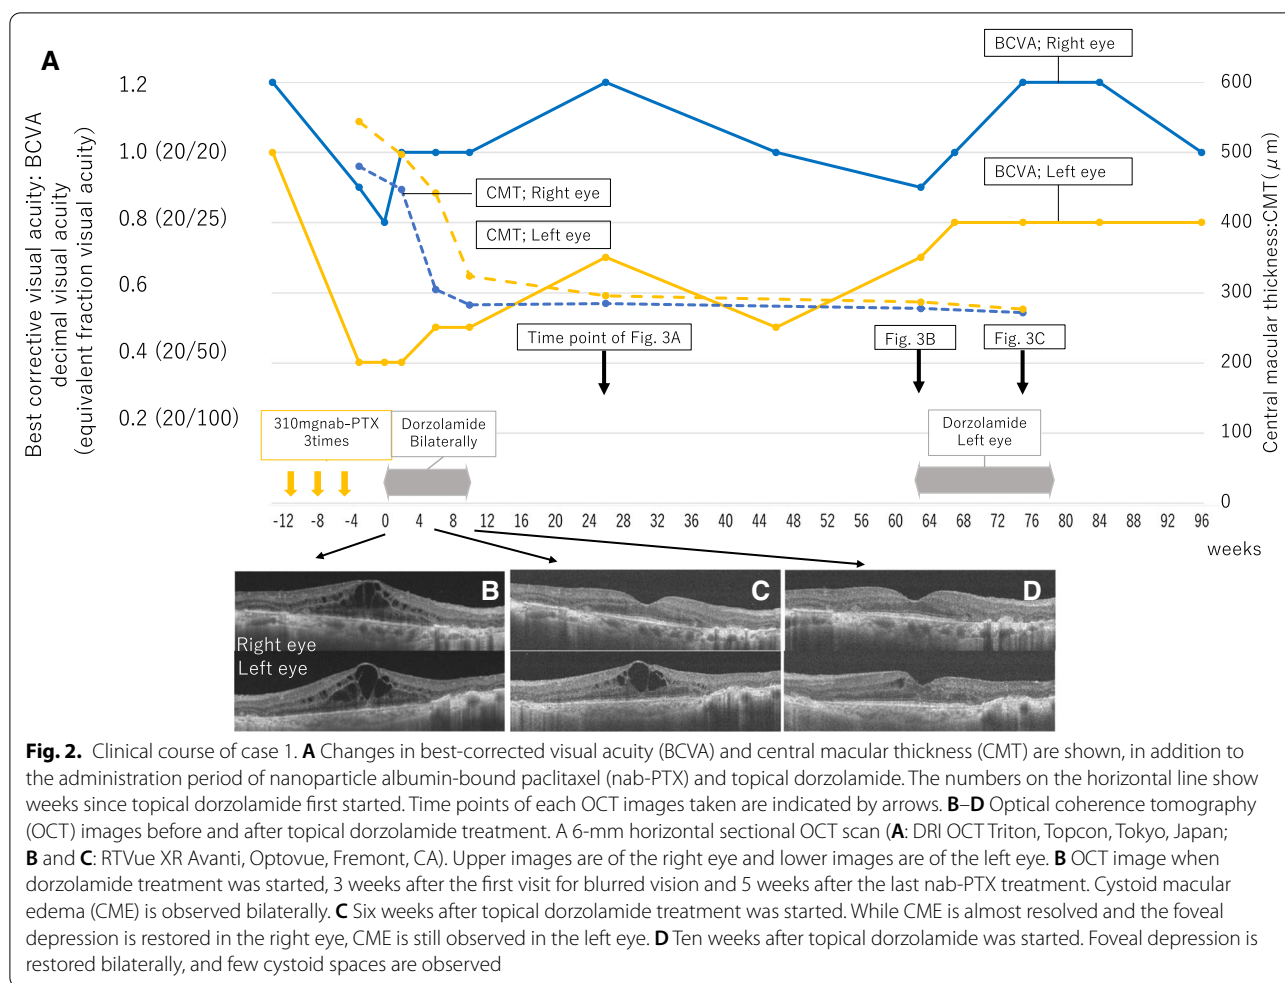 A
Best corrective visual acuity: BCVA
decimal visual acuity
(equivalent fraction visual acuity)
1.2
1.0 (20/20)
0.8 (20/25)
0.6
0.4 (20/50)
0.2 (20/100)
BCVA; Right eye
BCVA; Left eye
CMT; Right eye
CMT; Left eye
Time point of Fig. 3A
Fig. 3B
Fig. 3C
310mgnab-PTX
3times
Dorzolamide
Bilaterally
Dorzolamide
Left eye
600
500
400
300
200
100
0
Central macular thickness:CMT(μm)
-12 -8 -4 0 4 8 12 16 20 24 28 32 36 40 44 48 52 56 60 64 68 72 76 80 84 88 92 96
weeks
B
C
D
Right eye
Left eye
Fig. 2. Clinical course of case 1. A Changes in best-corrected visual acuity (BCVA) and central macular thickness (CMT) are shown, in addition to
the administration period of nanoparticle albumin-bound paclitaxel (nab-PTX) and topical dorzolamide. The numbers on the horizontal line show
weeks since topical dorzolamide first started. Time points of each OCT images taken are indicated by arrows. B–D Optical coherence tomography
(OCT) images before and after topical dorzolamide treatment. A 6-mm horizontal sectional OCT scan (A: DRI OCT Triton, Topcon, Tokyo, Japan;
B and C: RTVue XR Avanti, Optovue, Fremont, CA). Upper images are of the right eye and lower images are of the left eye. B OCT image when
dorzolamide treatment was started, 3 weeks after the first visit for blurred vision and 5 weeks after the last nab-PTX treatment. Cystoid macular
edema (CME) is observed bilaterally. C Six weeks after topical dorzolamide treatment was started. While CME is almost resolved and the foveal
depression is restored in the right eye, CME is still observed in the left eye. D Ten weeks after topical dorzolamide was started. Foveal depression is
restored bilaterally, and few cystoid spaces are observed